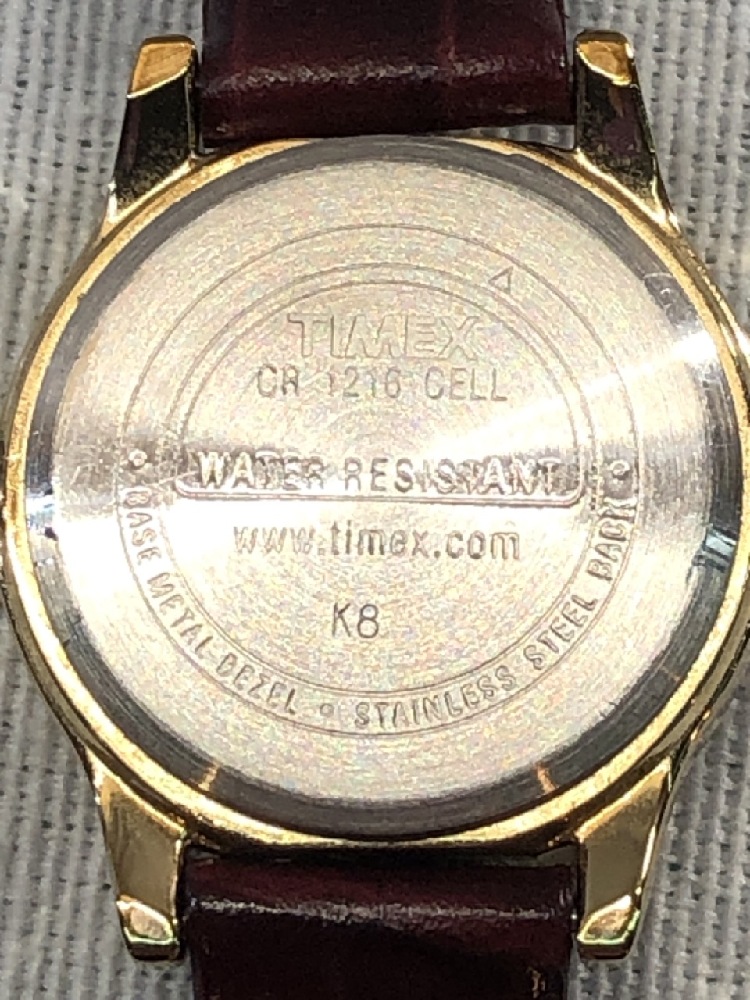 TIMEX
CR 1216 CELL
WATER RESISTANT
www.timex.com
K8
• BASE METAL BEZEL • STAINLESS STEEL BACK •